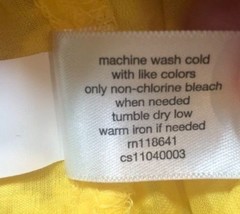 machine wash cold
with like colors
only non-chlorine bleach
when needed
tumble dry low
warm iron if needed
rn118641
cs11040003